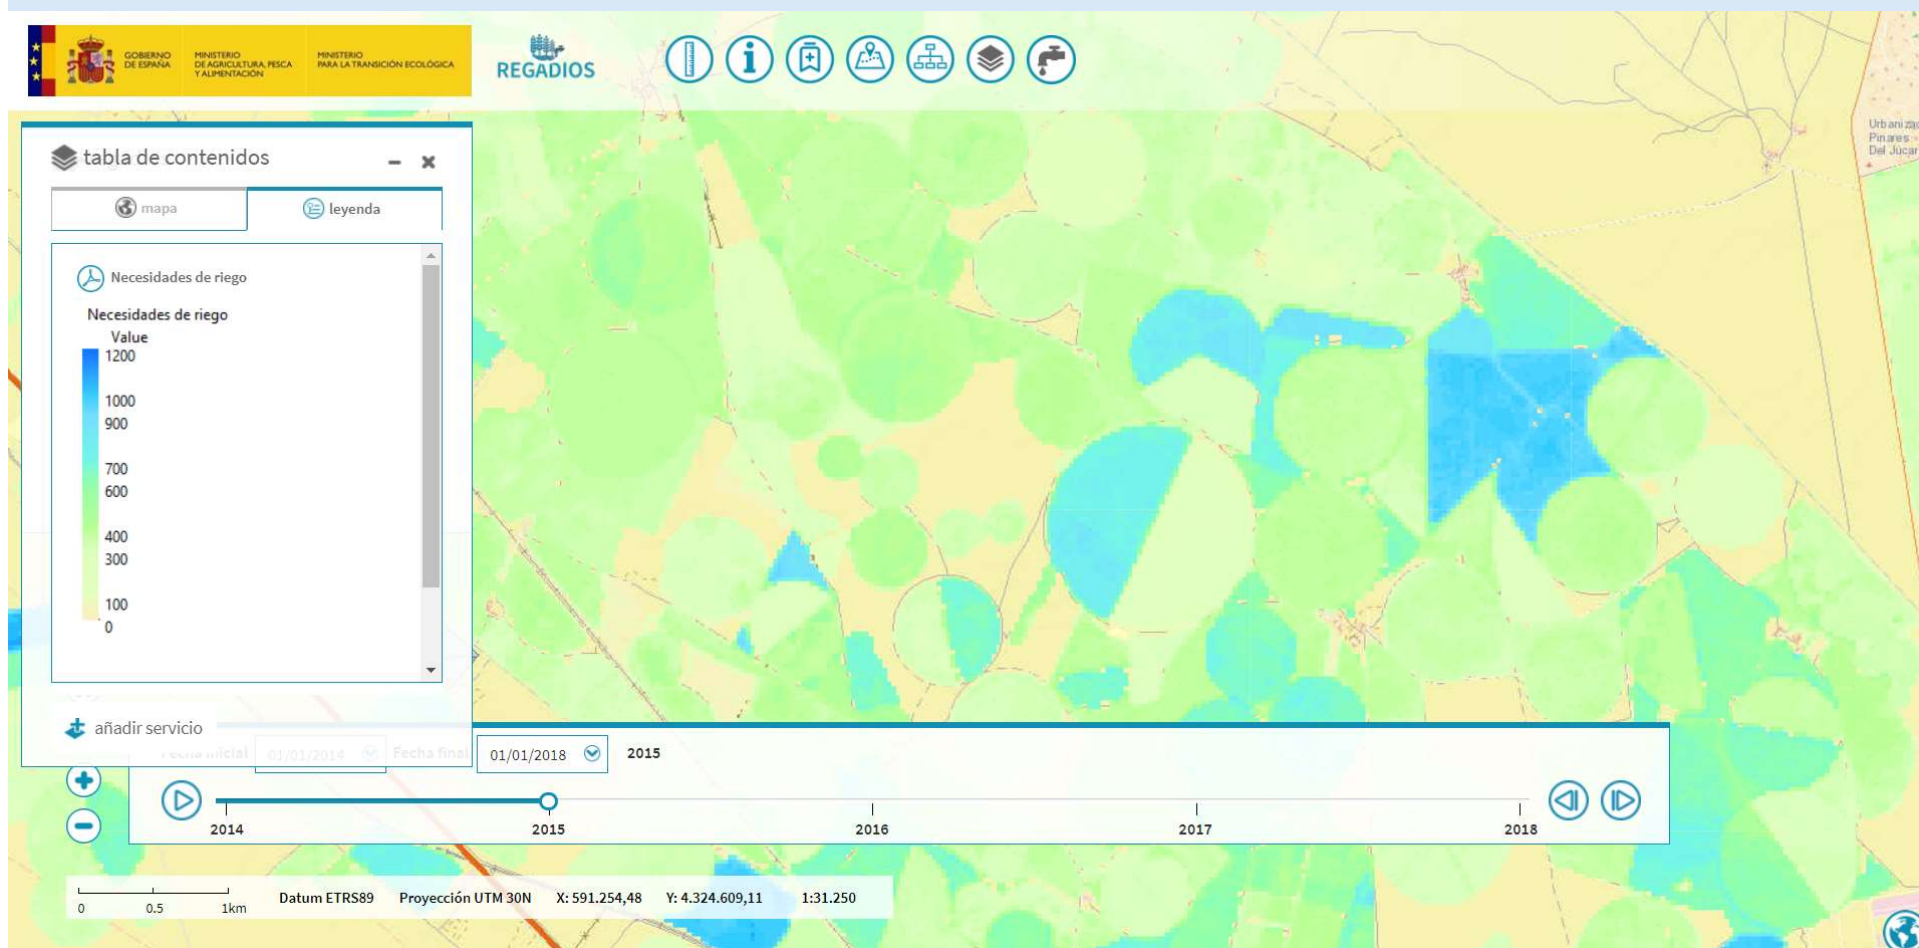 GOBIERNO
DE ESPAÑA
MINISTERIO
DE AGRICULTURA, PESCA
Y ALIMENTACIÓN
MINISTERIO
PARA LA TRANSICIÓN ECOLÓGICA
REGADIOS
Urbaniza
Pinares
Del Júcar
tabla de contenidos
mapa
leyenda
Necesidades de riego
Necesidades de riego
Value
1200
1000
900
700
600
400
300
100
0
añadir servicio
Fecha inicial 01/01/2014 Fecha final 01/01/2018 2015
2014 2015 2016 2017 2018
0 0.5 1km
Datum ETRS89 Proyección UTM 30N X: 591.254,48 Y: 4.324.609,11 1:31.250